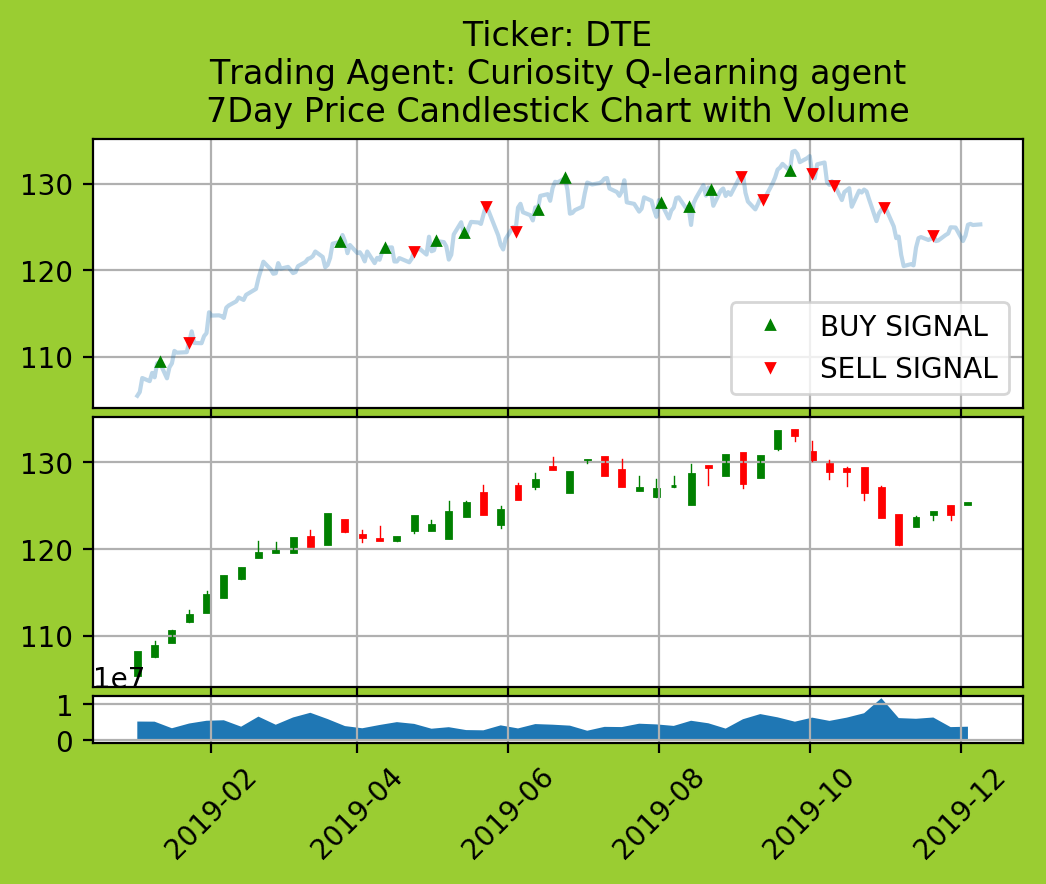 Ticker: DTE
Trading Agent: Curiosity Q-learning agent
7Day Price Candlestick Chart with Volume
130
120
110
BUY SIGNAL
SELL SIGNAL
130
120
110
1e7
1
0
2019-02
2019-04
2019-06
2019-08
2019-10
2019-12